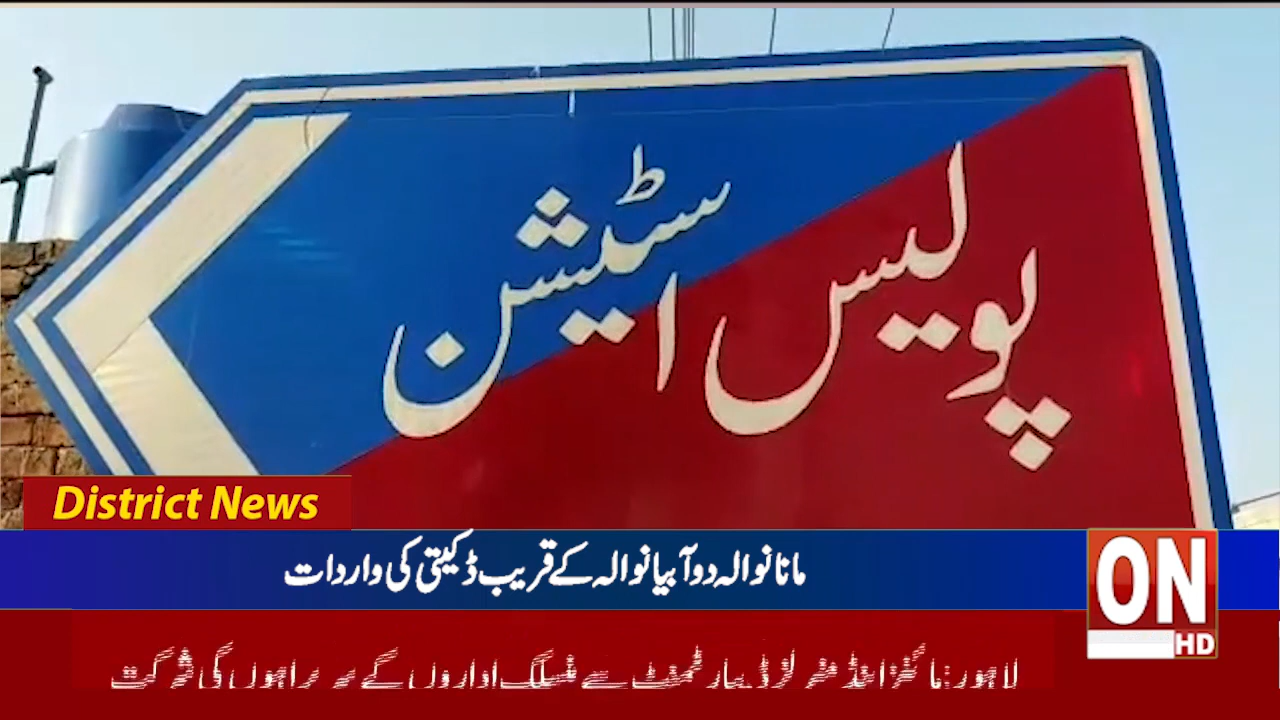 پولیس اسٹیشن
District News
مانانوالہ دوآبیانوالہ کے قریب ڈکیتی کی واردات
ON
HD
لاہور: مائنز اینڈ منرلز ڈیپارٹمنٹ سے منسلک اداروں کے سربراہوں کی شرکت